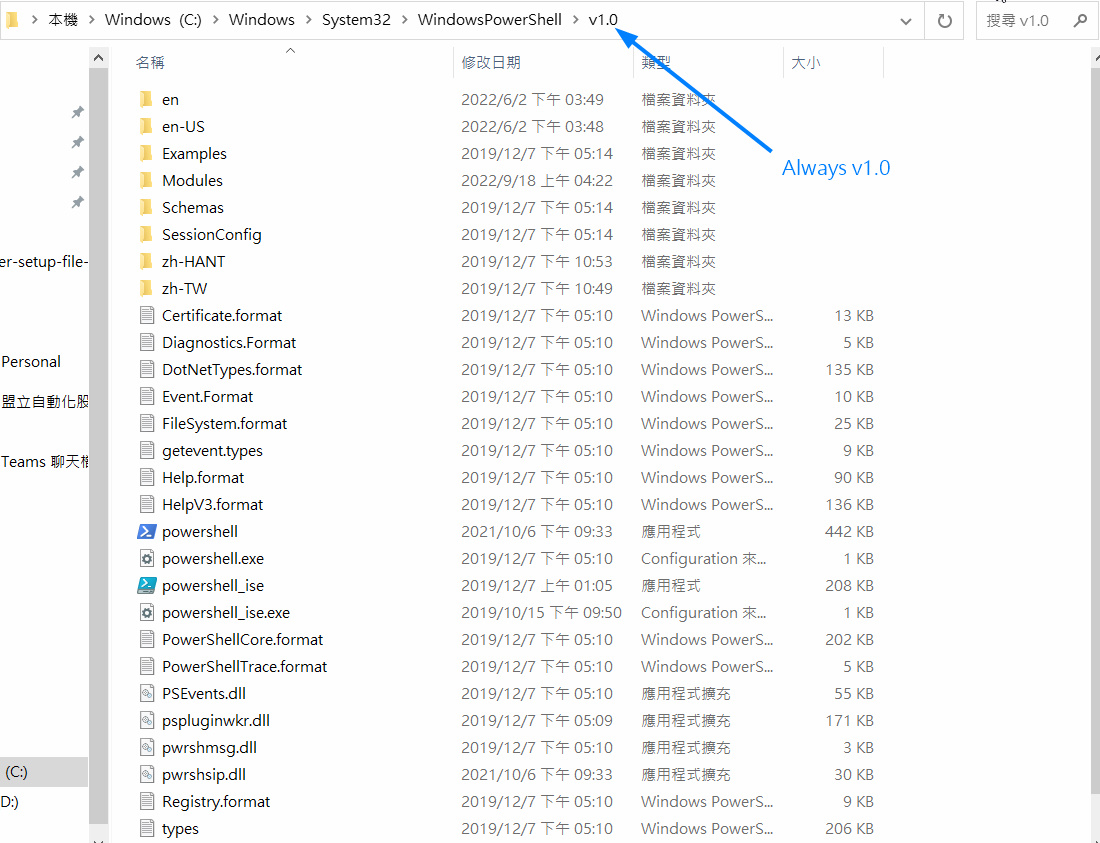 本機 > Windows (C:) > Windows > System32 > WindowsPowerShell > v1.0
搜尋 v1.0
名稱 修改日期 類型 大小
Always v1.0
en 2022/6/2 下午 03:49 檔案資料夾
en-US 2022/6/2 下午 03:48 檔案資料夾
Examples 2019/12/7 下午 05:14 檔案資料夾
Modules 2022/9/18 上午 04:22 檔案資料夾
Schemas 2019/12/7 下午 05:14 檔案資料夾
SessionConfig 2019/12/7 下午 05:14 檔案資料夾
zh-HANT 2019/12/7 下午 10:53 檔案資料夾
zh-TW 2019/12/7 下午 10:49 檔案資料夾
Certificate.format 2019/12/7 下午 05:10 Windows PowerS... 13 KB
Diagnostics.Format 2019/12/7 下午 05:10 Windows PowerS... 5 KB
DotNetTypes.format 2019/12/7 下午 05:10 Windows PowerS... 135 KB
Event.Format 2019/12/7 下午 05:10 Windows PowerS... 10 KB
FileSystem.format 2019/12/7 下午 05:10 Windows PowerS... 25 KB
getevent.types 2019/12/7 下午 05:10 Windows PowerS... 9 KB
Help.format 2019/12/7 下午 05:10 Windows PowerS... 90 KB
HelpV3.format 2019/12/7 下午 05:10 Windows PowerS... 136 KB
powershell 2021/10/6 下午 09:33 應用程式 442 KB
powershell.exe 2019/12/7 下午 05:10 Configuration 來... 1 KB
powershell_ise 2019/12/7 上午 01:05 應用程式 208 KB
powershell_ise.exe 2019/10/15 下午 09:50 Configuration 來... 1 KB
PowerShellCore.format 2019/12/7 下午 05:10 Windows PowerS... 202 KB
PowerShellTrace.format 2019/12/7 下午 05:10 Windows PowerS... 5 KB
PSEvents.dll 2019/12/7 下午 05:10 應用程式擴充 55 KB
pspluginwkr.dll 2019/12/7 下午 05:09 應用程式擴充 171 KB
pwrshmsg.dll 2019/12/7 下午 05:10 應用程式擴充 3 KB
pwrshsip.dll 2021/10/6 下午 09:33 應用程式擴充 30 KB
Registry.format 2019/12/7 下午 05:10 Windows PowerS... 9 KB
types 2019/12/7 下午 05:10 Windows PowerS... 206 KB
er-setup-file-
Personal
盟立自動化股
Teams 聊天檔
(C:)
D:)